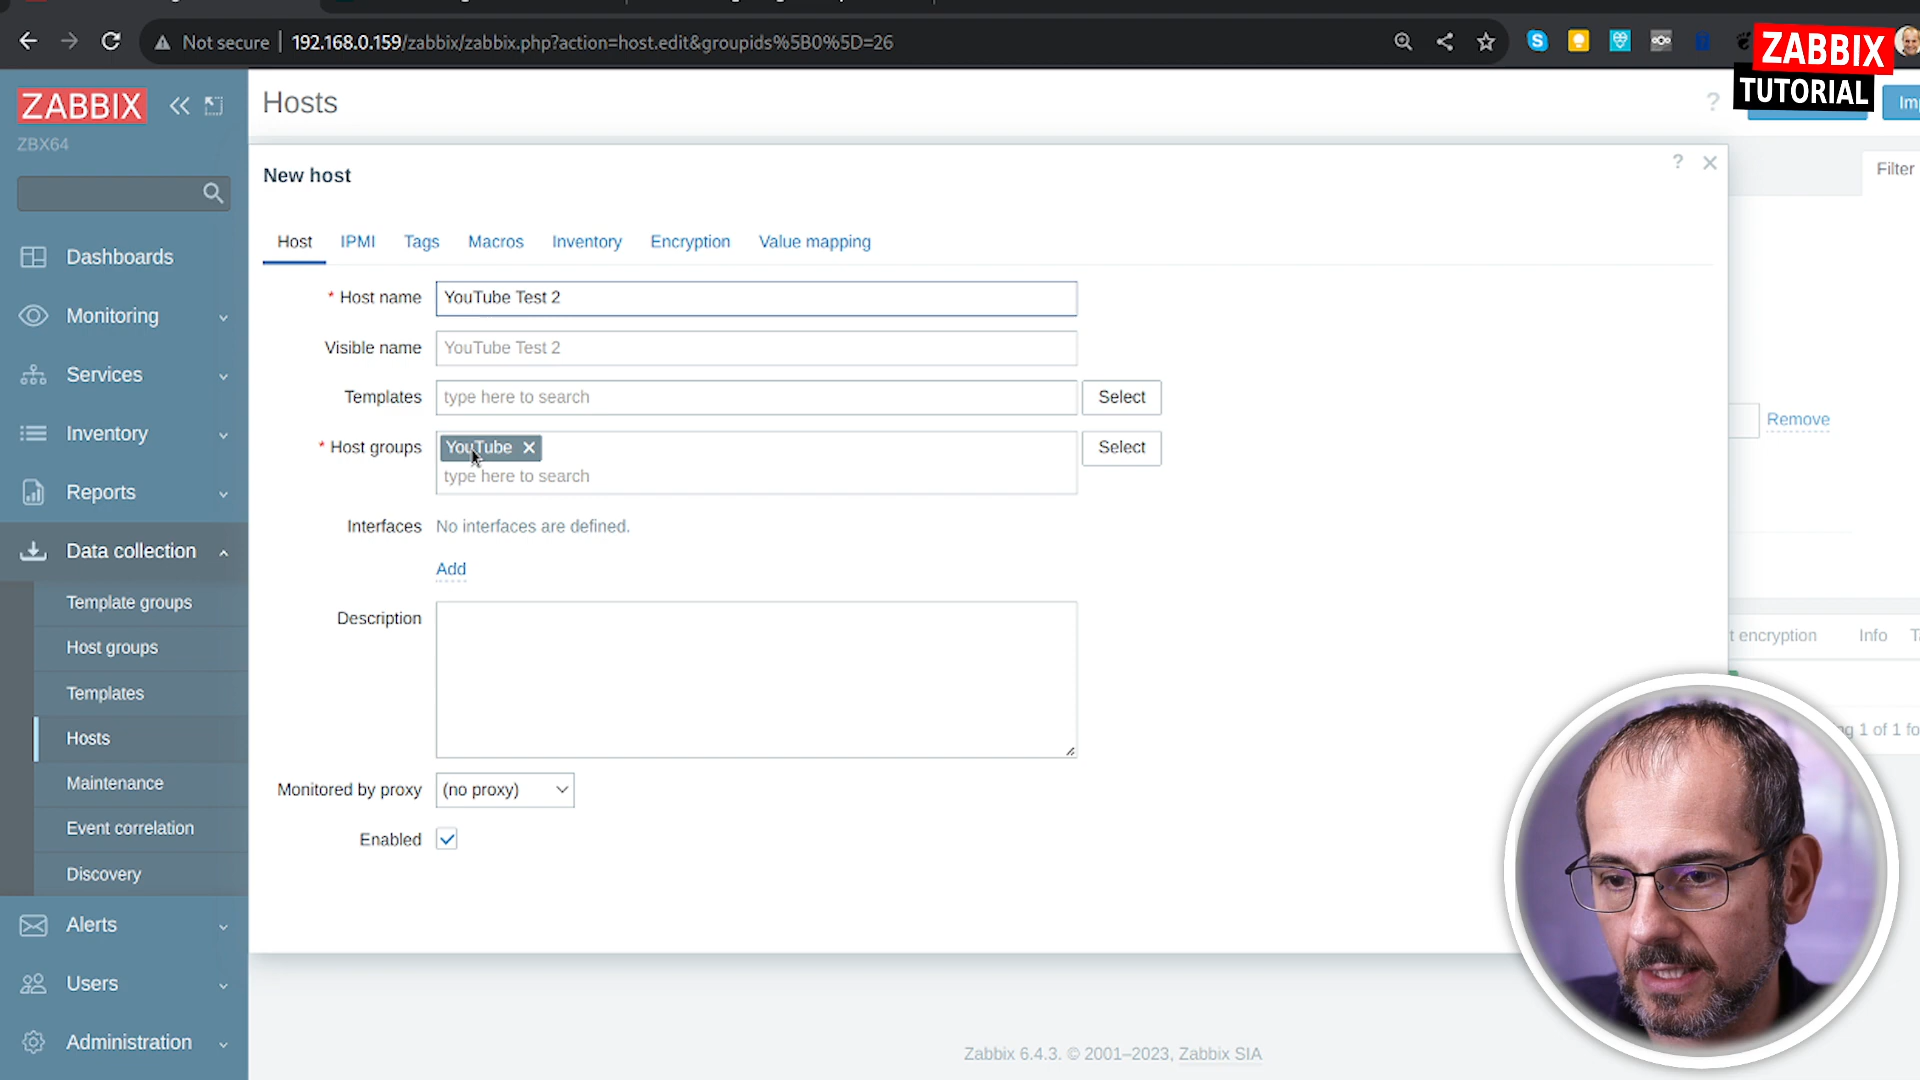 Not secure
192.168.0.159/zabbix/zabbix.php?action=host.edit&groupids%5B0%5D=26
ZABBIX
TUTORIAL
ZABBIX
ZBX64
Hosts
?
New host
?
Filter
Host
IPMI
Tags
Macros
Inventory
Encryption
Value mapping
Dashboards
Monitoring
Services
Inventory
Reports
Data collection
Template groups
Host groups
Templates
Hosts
Maintenance
Event correlation
Discovery
Alerts
Users
Administration
* Host name
YouTube Test 2
Visible name
YouTube Test 2
Templates
type here to search
Select
* Host groups
YouTube
type here to search
Select
Remove
Interfaces
No interfaces are defined.
Add
Description
Monitored by proxy
(no proxy)
Enabled
t encryption
Info
1 of 1 fo
Zabbix 6.4.3. © 2001–2023, Zabbix SIA